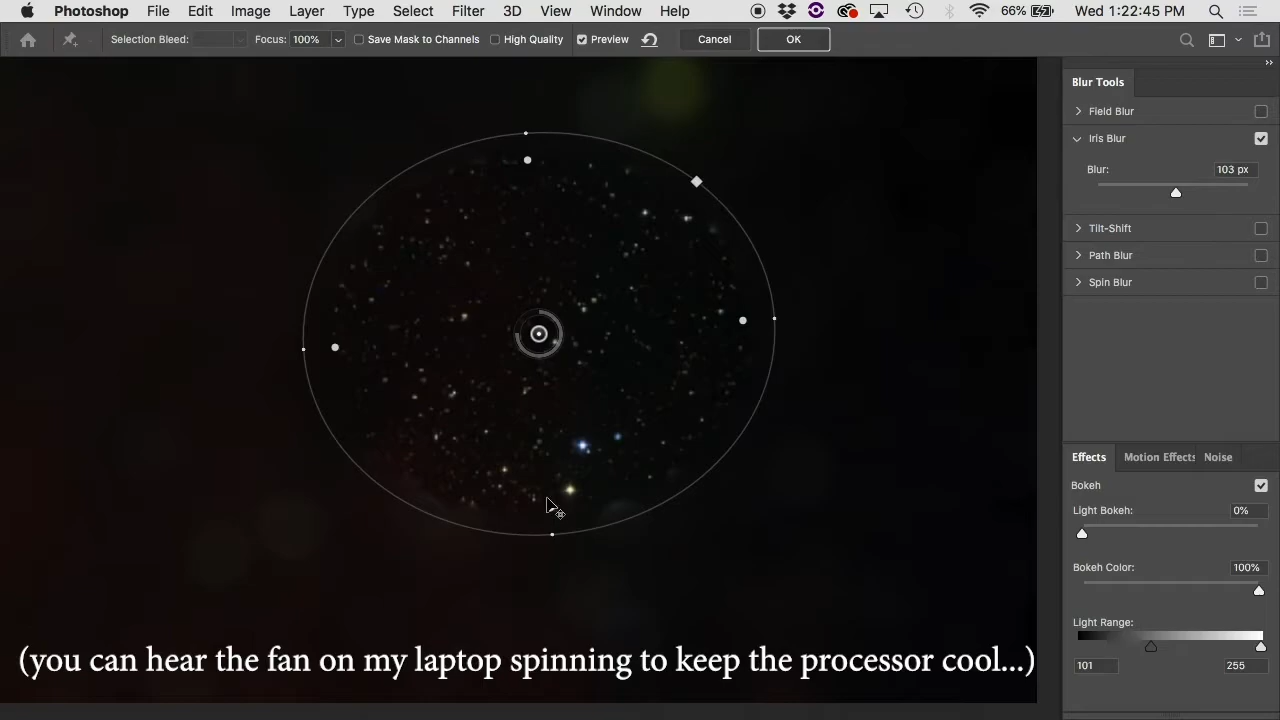 Photoshop File Edit Image Layer Type Select Filter 3D View Window Help 66% Wed 1:22:45 PM
Selection Bleed: Focus: 100% Save Mask to Channels High Quality Preview Cancel OK
Blur Tools
Field Blur
Iris Blur
Blur: 103 px
Tilt-Shift
Path Blur
Spin Blur
Effects Motion Effects Noise
Bokeh
Light Bokeh: 0%
Bokeh Color: 100%
Light Range:
101 255
(you can hear the fan on my laptop spinning to keep the processor cool...)